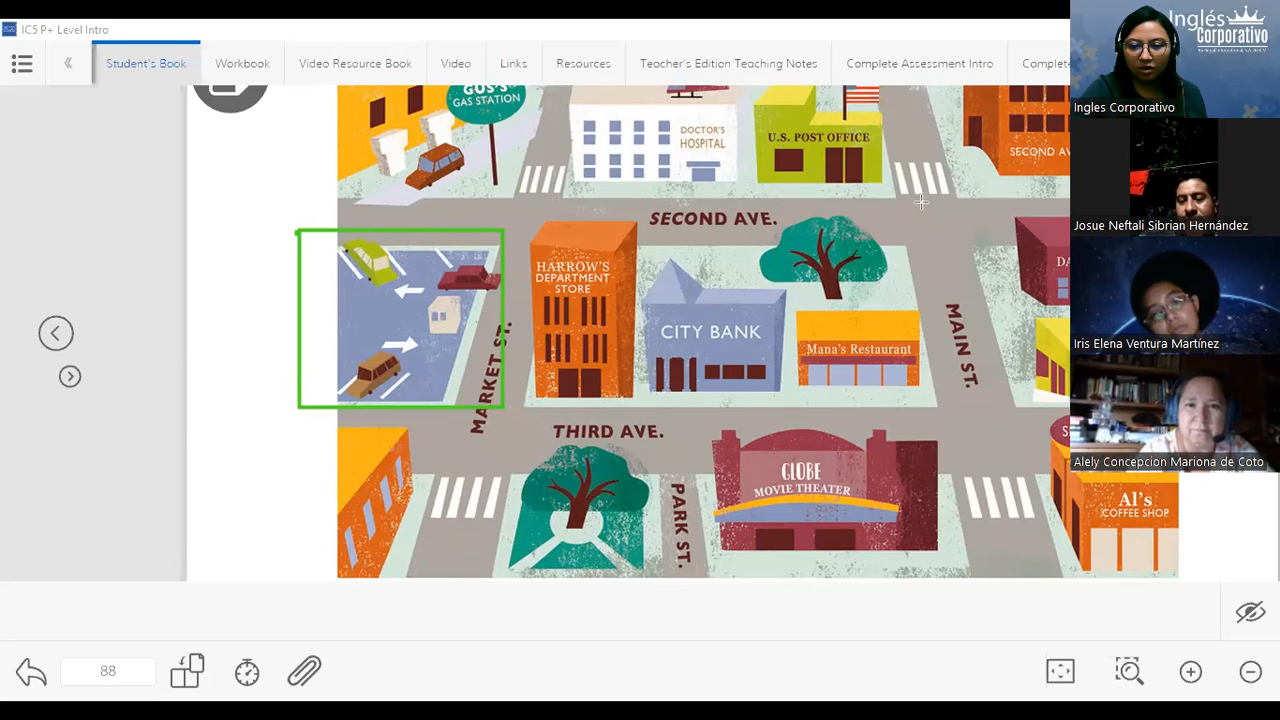 IC5 P+ Level Intro
Student's Book
Workbook
Video Resource Book
Video
Links
Resources
Teacher's Edition Teaching Notes
Complete Assessment Intro
Inglés
Corporativo
Ingles Corporativo
GUS'S
GAS STATION
DOCTOR'S
HOSPITAL
U.S. POST OFFICE
SECOND
Josue Neftali Sibrian Hernández
SECOND AVE.
HARROW'S
DEPARTMENT
STORE
CITY BANK
Mana's Restaurant
MAIN ST.
MARKET ST.
Iris Elena Ventura Martínez
THIRD AVE.
GLOBE
MOVIE THEATER
PARK ST.
Alely Concepcion Mariona de Coto
Al's
COFFEE SHOP
88